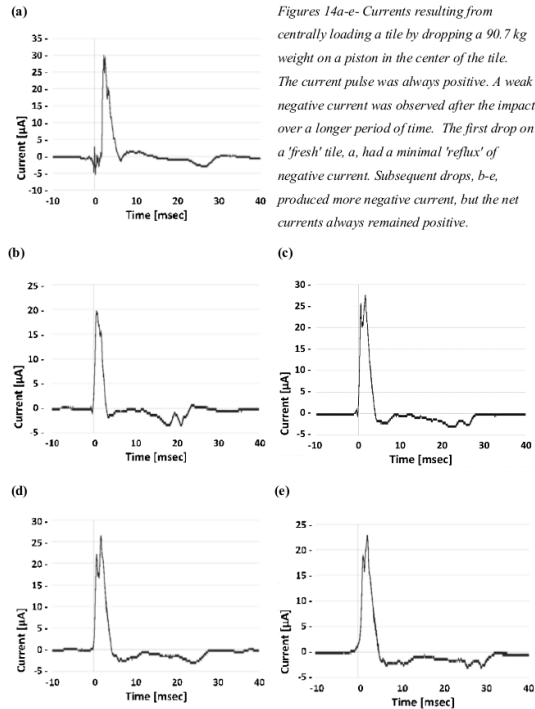 (a)
Figures 14a-e- Currents resulting from
centrally loading a tile by dropping a 90.7 kg
weight on a piston in the center of the tile.
The current pulse was always positive. A weak
negative current was observed after the impact
over a longer period of time. The first drop on
a 'fresh' tile, a, had a minimal 'reflux' of
negative current. Subsequent drops, b-e,
produced more negative current, but the net
currents always remained positive.
Current [µA]
35 -
30 -
25 -
20 -
15 -
10 -
5 -
0 -
-5 -
-10 -
-10 0 10 20 30 40
Time [msec]
(b)
Current [µA]
25 -
20 -
15 -
10 -
5 -
0 -
-5 -
-10 0 10 20 30 40
Time [msec]
(c)
Current [µA]
30 -
25 -
20 -
15 -
10 -
5 -
0 -
-5 -
-10 0 10 20 30 40
Time [msec]
(d)
Current [µA]
30 -
25 -
20 -
15 -
10 -
5 -
0 -
-5 -
-10 0 10 20 30 40
Time [msec]
(e)
Current [µA]
25 -
20 -
15 -
10 -
5 -
0 -
-5 -
-10 0 10 20 30 40
Time [msec]